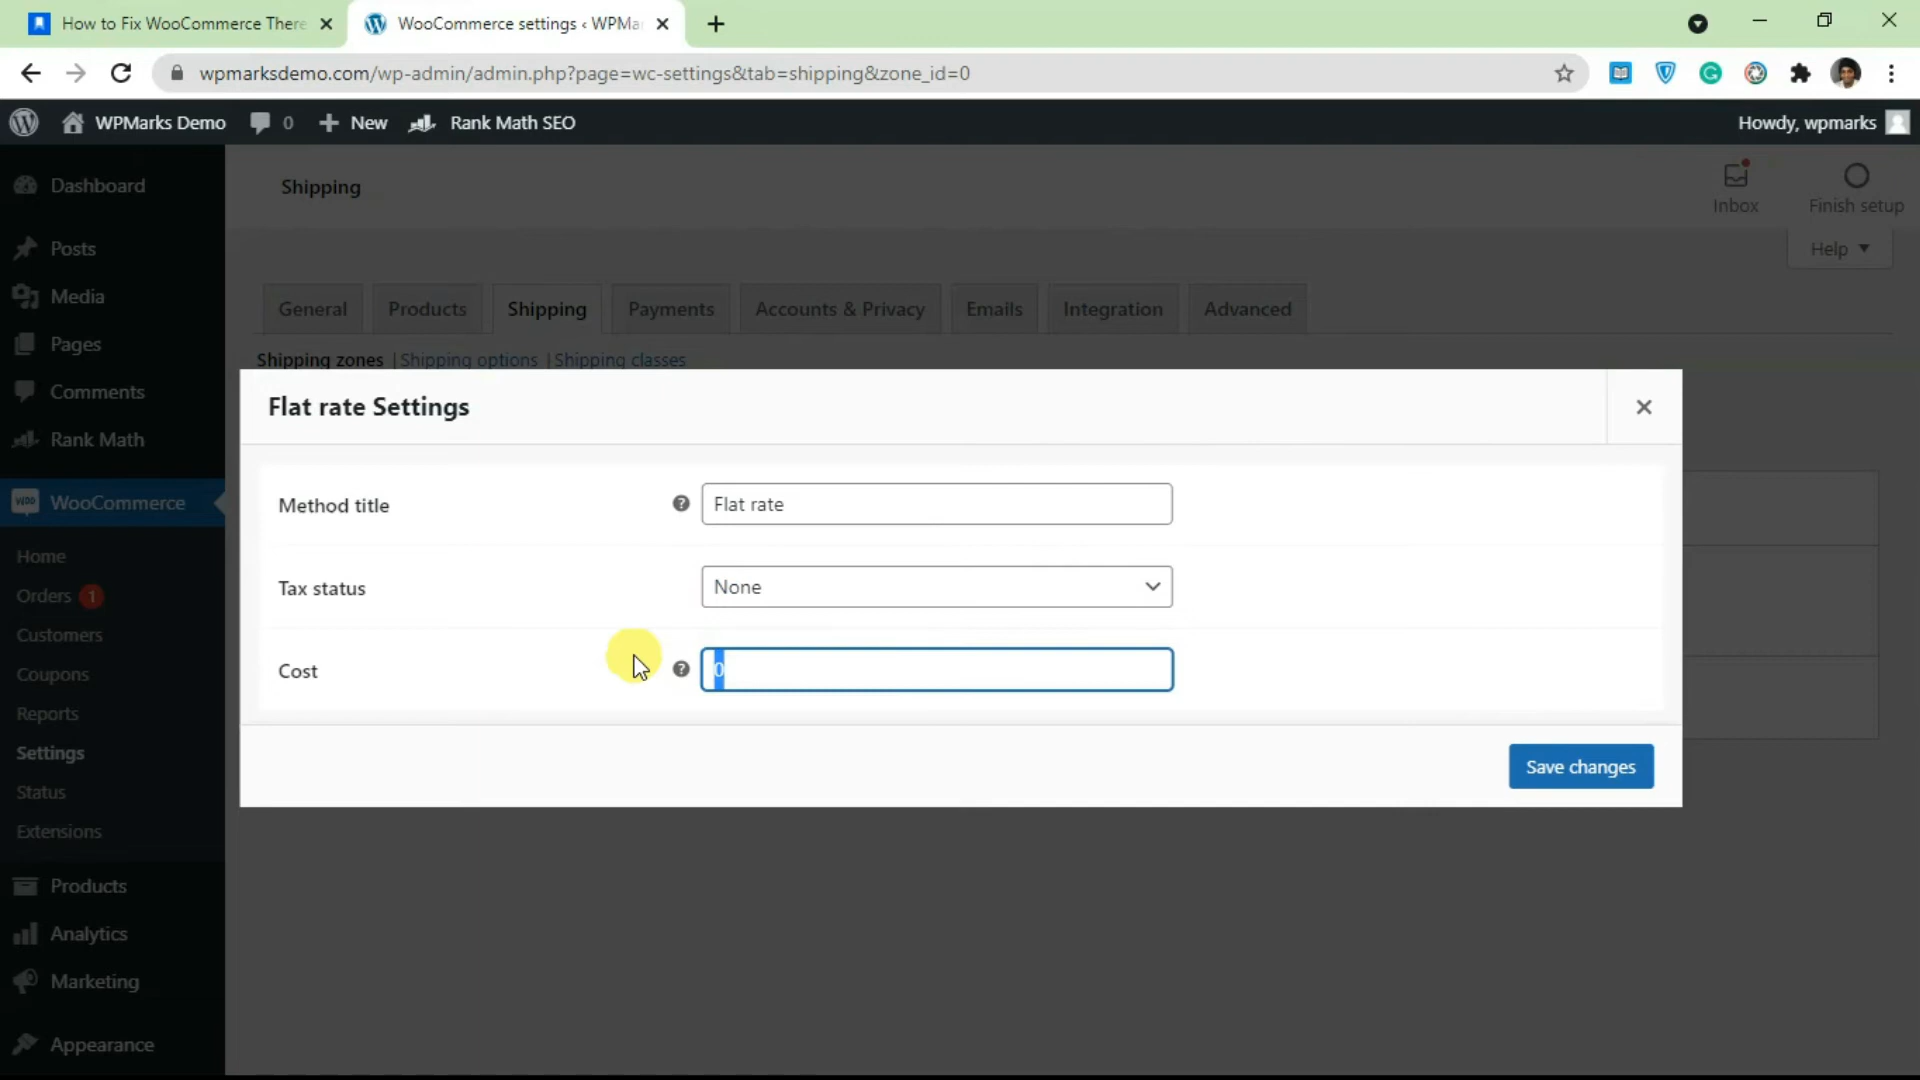 How to Fix WooCommerce There
WooCommerce settings ‹ WPMa
wpmarksdemo.com/wp-admin/admin.php?page=wc-settings&tab=shipping&zone_id=0
WPMarks Demo
0
New
Rank Math SEO
Howdy, wpmarks
Dashboard
Posts
Media
Pages
Comments
Rank Math
WooCommerce
Home
Orders 1
Customers
Coupons
Reports
Settings
Status
Extensions
Products
Analytics
Marketing
Appearance
Shipping
Inbox
Finish setup
Help
General
Products
Shipping
Payments
Accounts & Privacy
Emails
Integration
Advanced
Shipping zones | Shipping options | Shipping classes
Flat rate Settings
Method title
Flat rate
Tax status
None
Cost
0
Save changes